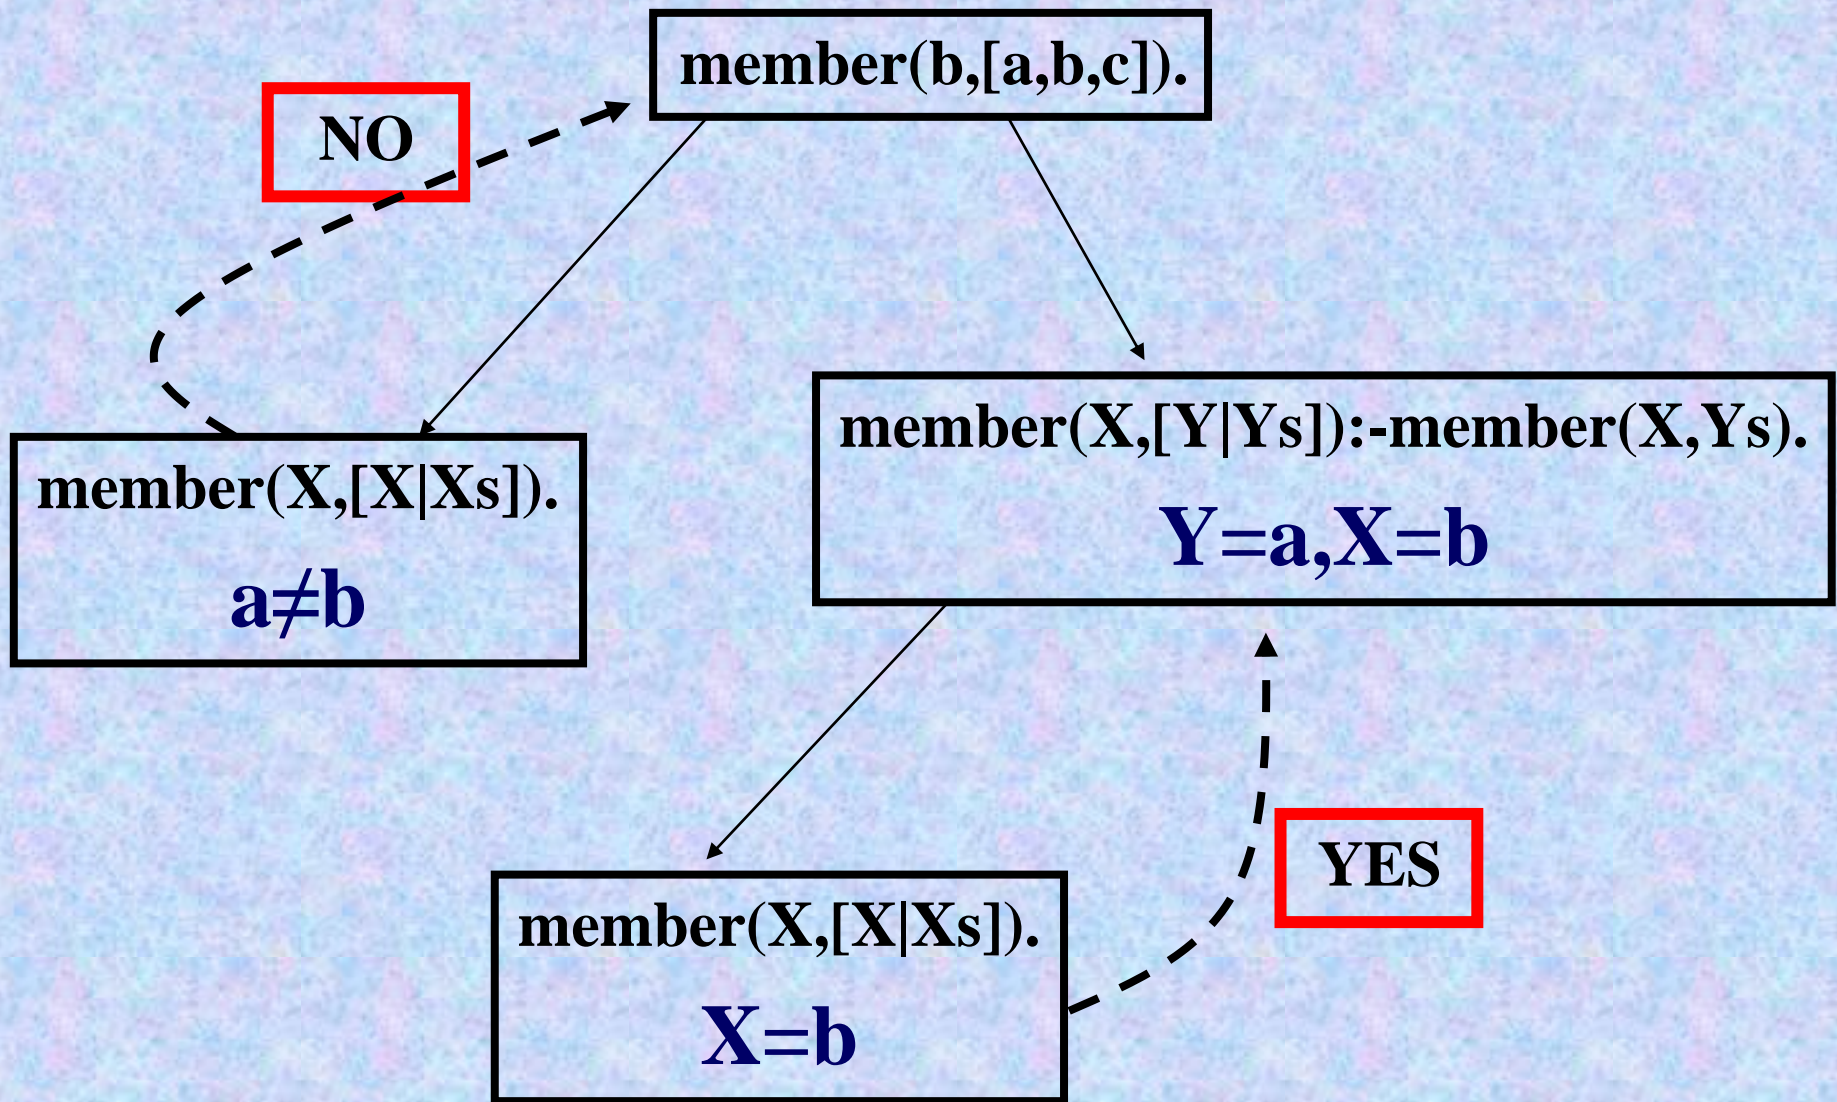 member(b,[a,b,c]).
NO
member(X,[Y|Ys]):-member(X,Ys).
Y=a,X=b
member(X,[X|Xs]).
a≠b
YES
member(X,[X|Xs]).
X=b